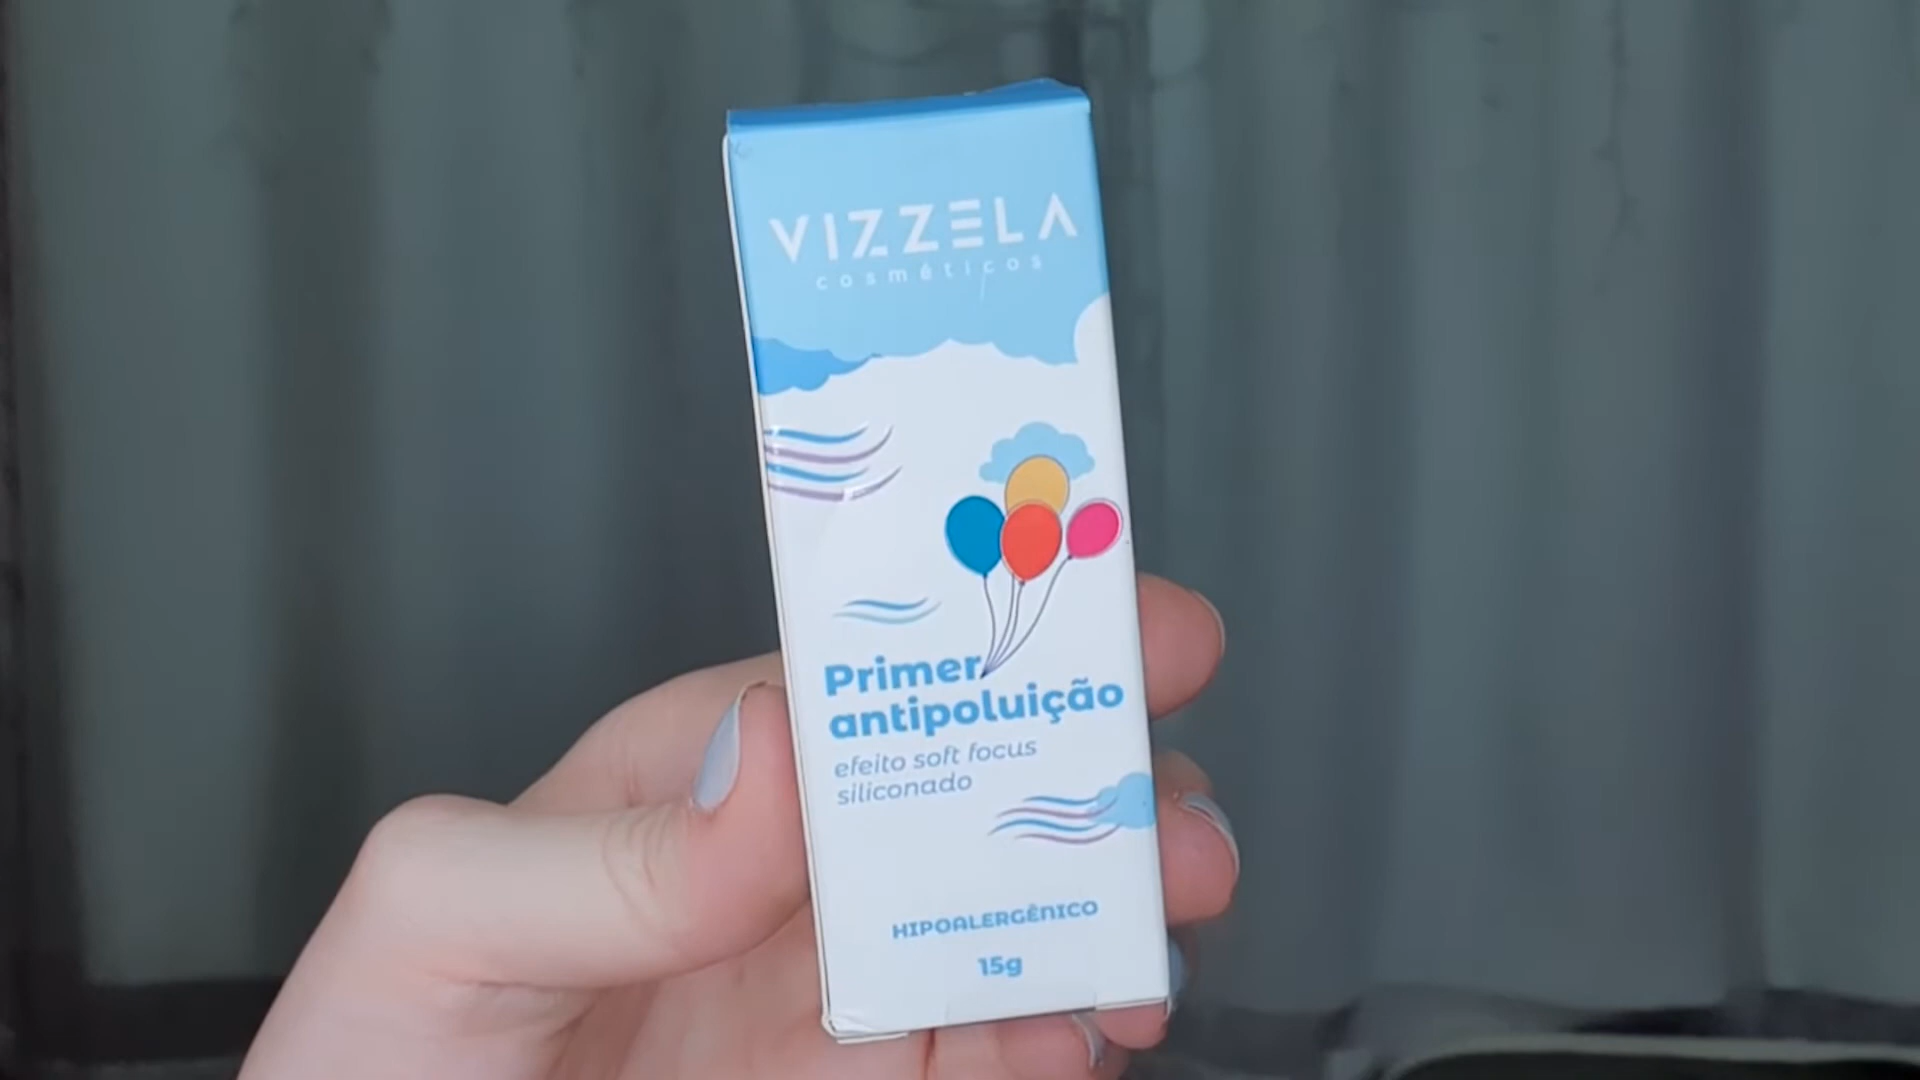 VIZZELA
cosméticos
Primer
antipoluição
efeito soft focus
siliconado
HIPOALERGÊNICO
15g